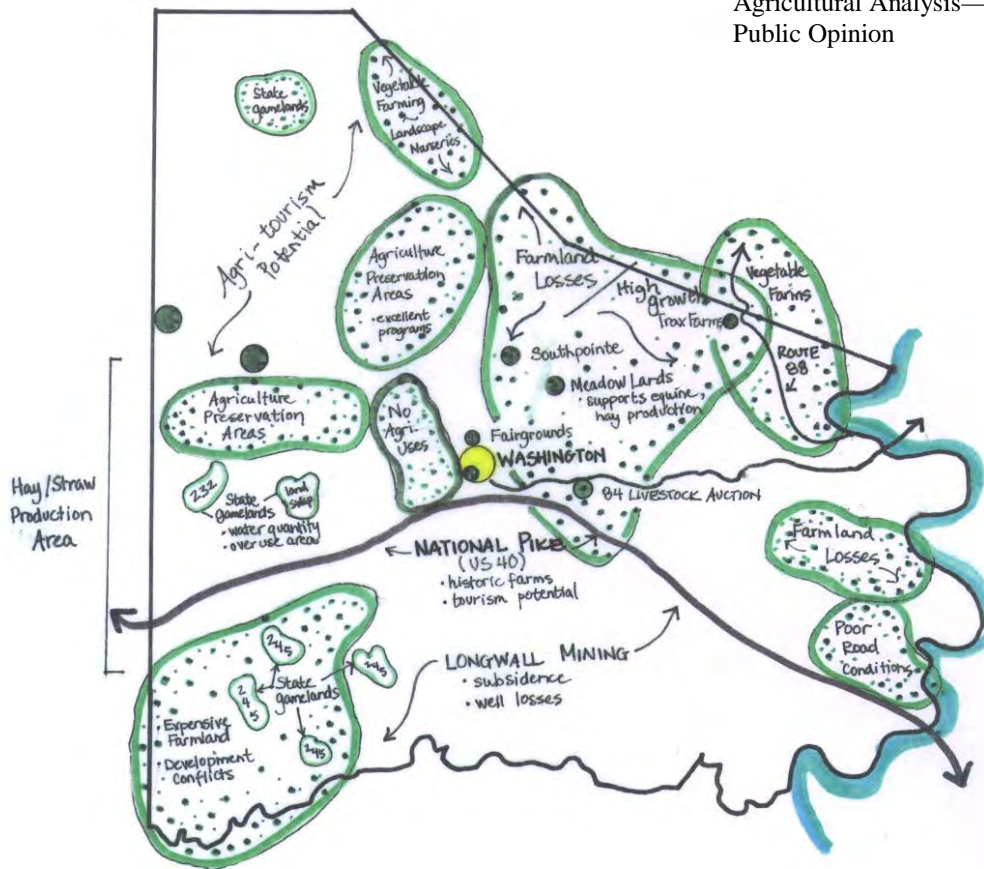 Agricultural Analysis—
Public Opinion
State
gamelands
Vegetable
Farming
Landscape
Nurseries
Agri-tourism
Potential
Agriculture
Preservation
Areas
• excellent
programs
Farmland
Losses
High
growth
Trax Farms
Vegetable
Farms
ROUTE
88
Southpointe
Meadow Lands
• supports equine,
hay production
Agriculture
Preservation
Areas
No
Agri-
Uses
Fairgrounds
WASHINGTON
84 LIVESTOCK AUCTION
Hay/Straw
Production
Area
232
State
gamelands
• water quantity
• over use areas
land
swap
NATIONAL PIKE
(US 40)
• historic farms
• tourism potential
Farmland
Losses
Poor
Road
Conditions
LONGWALL MINING
• subsidence
• well losses
245
245
State
gamelands
245
245
• Expensive
Farmland
• Development
Conflicts